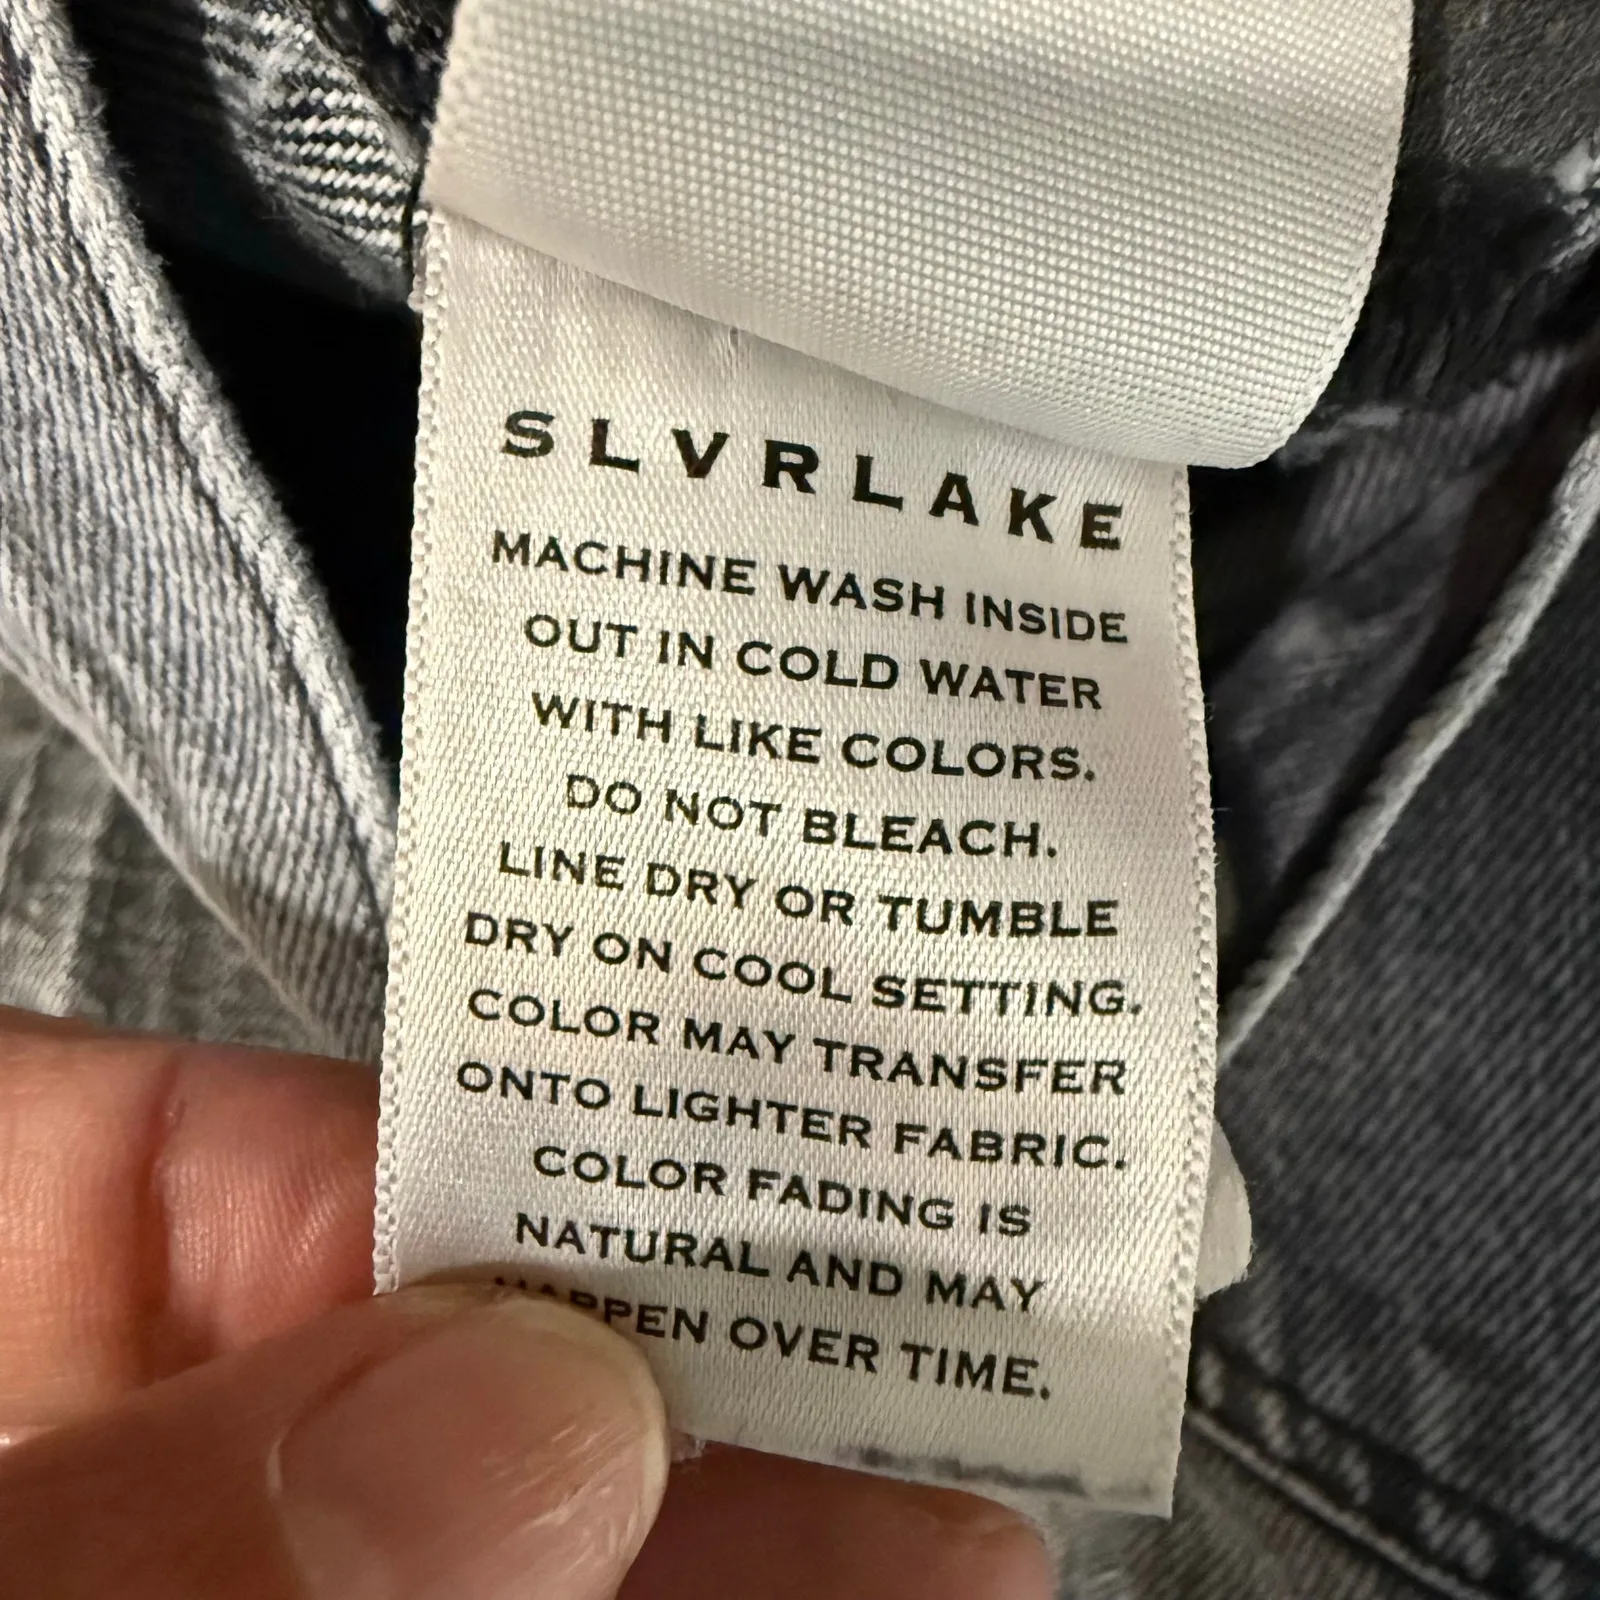 SLVRLAKE
MACHINE WASH INSIDE
OUT IN COLD WATER
WITH LIKE COLORS.
DO NOT BLEACH.
LINE DRY OR TUMBLE
DRY ON COOL SETTING.
COLOR MAY TRANSFER
ONTO LIGHTER FABRIC.
COLOR FADING IS
NATURAL AND MAY
HAPPEN OVER TIME.